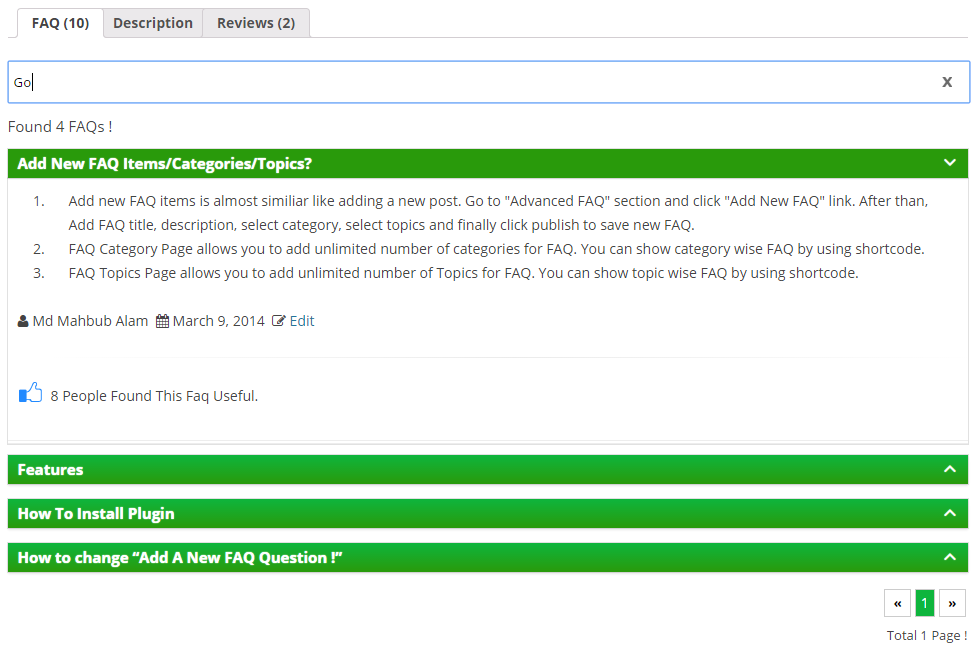 FAQ (10) Description Reviews (2)
Go x
Found 4 FAQs !
Add New FAQ Items/Categories/Topics?
1. Add new FAQ items is almost similiar like adding a new post. Go to "Advanced FAQ" section and click "Add New FAQ" link. After than,
Add FAQ title, description, select category, select topics and finally click publish to save new FAQ.
2. FAQ Category Page allows you to add unlimited number of categories for FAQ. You can show category wise FAQ by using shortcode.
3. FAQ Topics Page allows you to add unlimited number of Topics for FAQ. You can show topic wise FAQ by using shortcode.
Md Mahbub Alam March 9, 2014 Edit
8 People Found This Faq Useful.
Features
How To Install Plugin
How to change “Add A New FAQ Question !”
« 1 »
Total 1 Page !